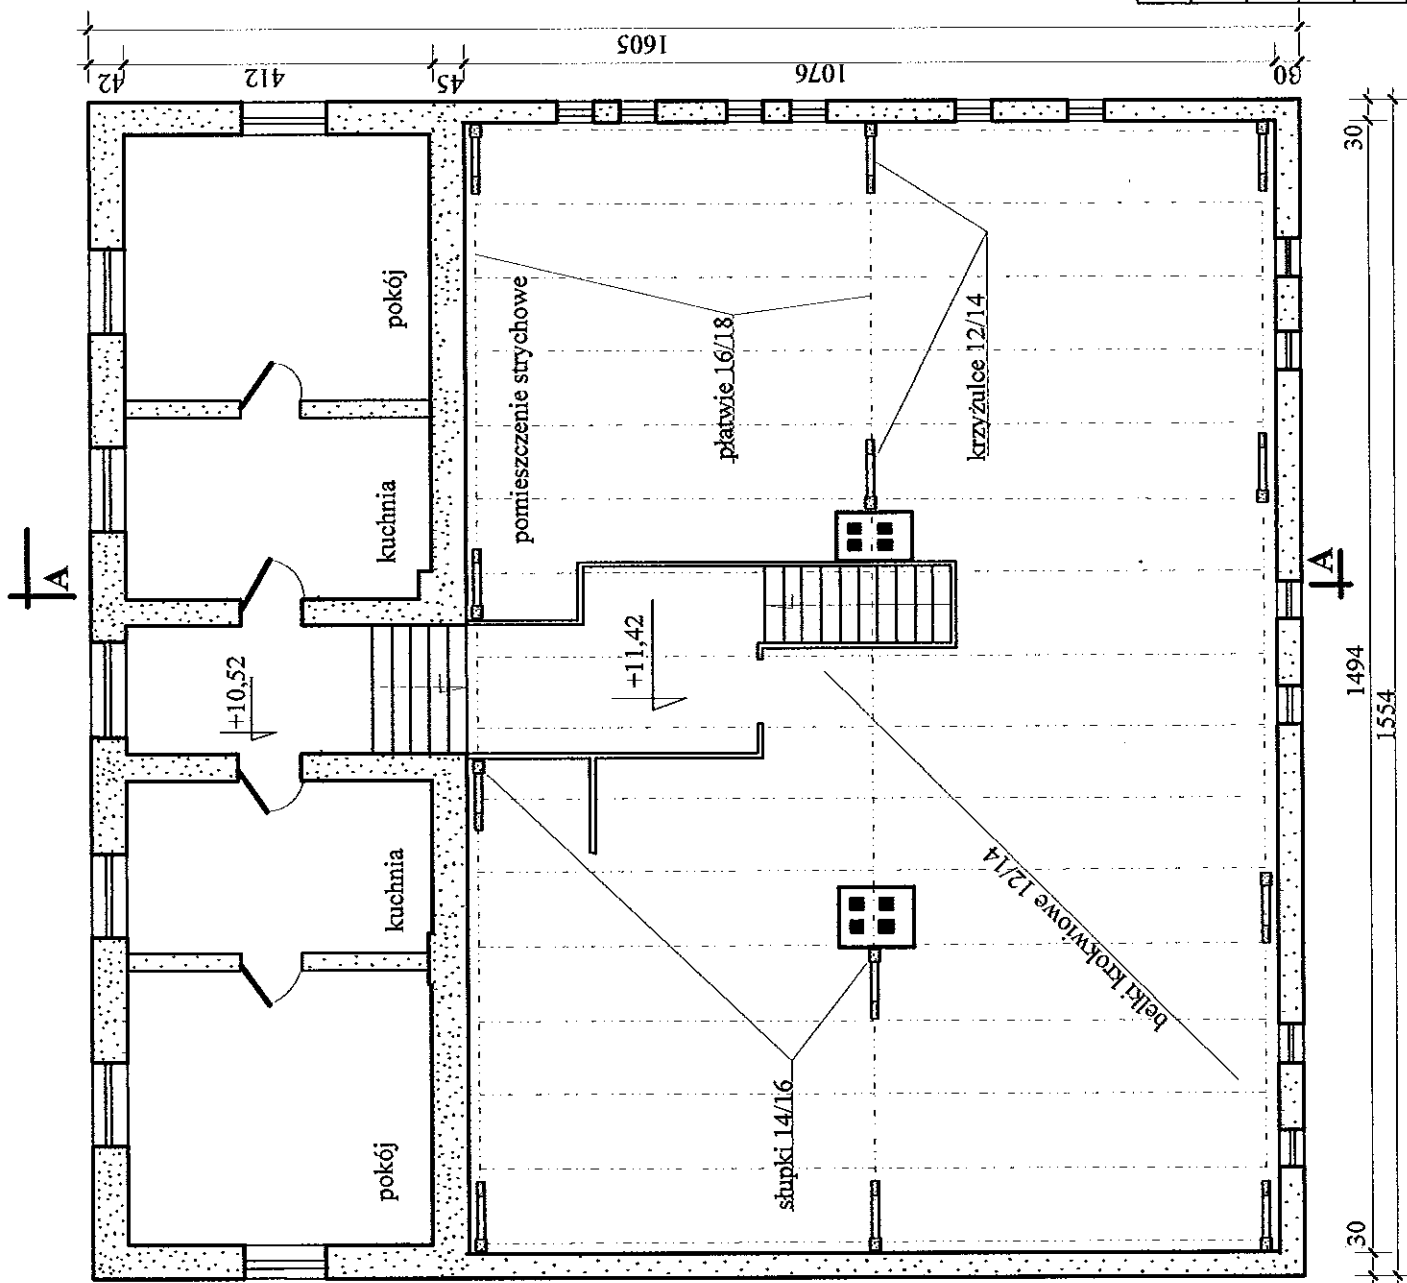 1605
42
412
45
1076
30
30
1494
1554
30
A
A
pokój
kuchnia
kuchnia
pokój
+10,52
+11,42
pomieszczenie strychowe
płatwie 16/18
krzyżulce 12/14
belki krokwiowe 12/14
słupki 14/16